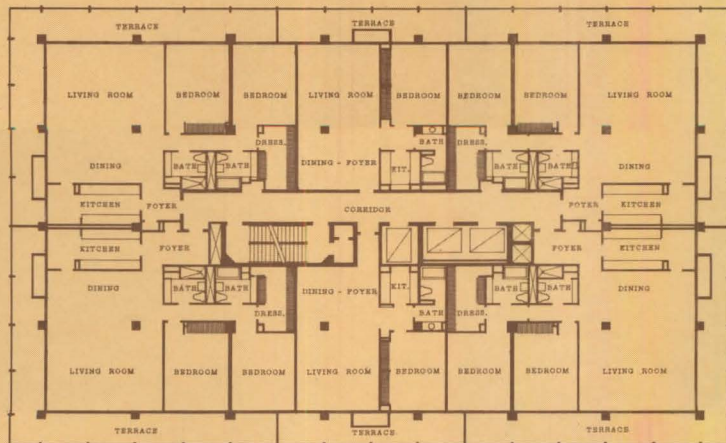 TERRACE TERRACE TERRACE
LIVING ROOM BEDROOM BEDROOM LIVING ROOM BEDROOM BEDROOM BEDROOM LIVING ROOM
DRESS. BATH DRESS.
DINING BATH BATH DINING - FOYER KIT. BATH BATH DINING
KITCHEN FOYER CORRIDOR FOYER KITCHEN
KITCHEN FOYER FOYER KITCHEN
DINING BATH BATH DINING - FOYER KIT. BATH BATH DINING
DRESS. BATH DRESS.
LIVING ROOM BEDROOM BEDROOM LIVING ROOM BEDROOM BEDROOM BEDROOM LIVING ROOM
TERRACE TERRACE TERRACE